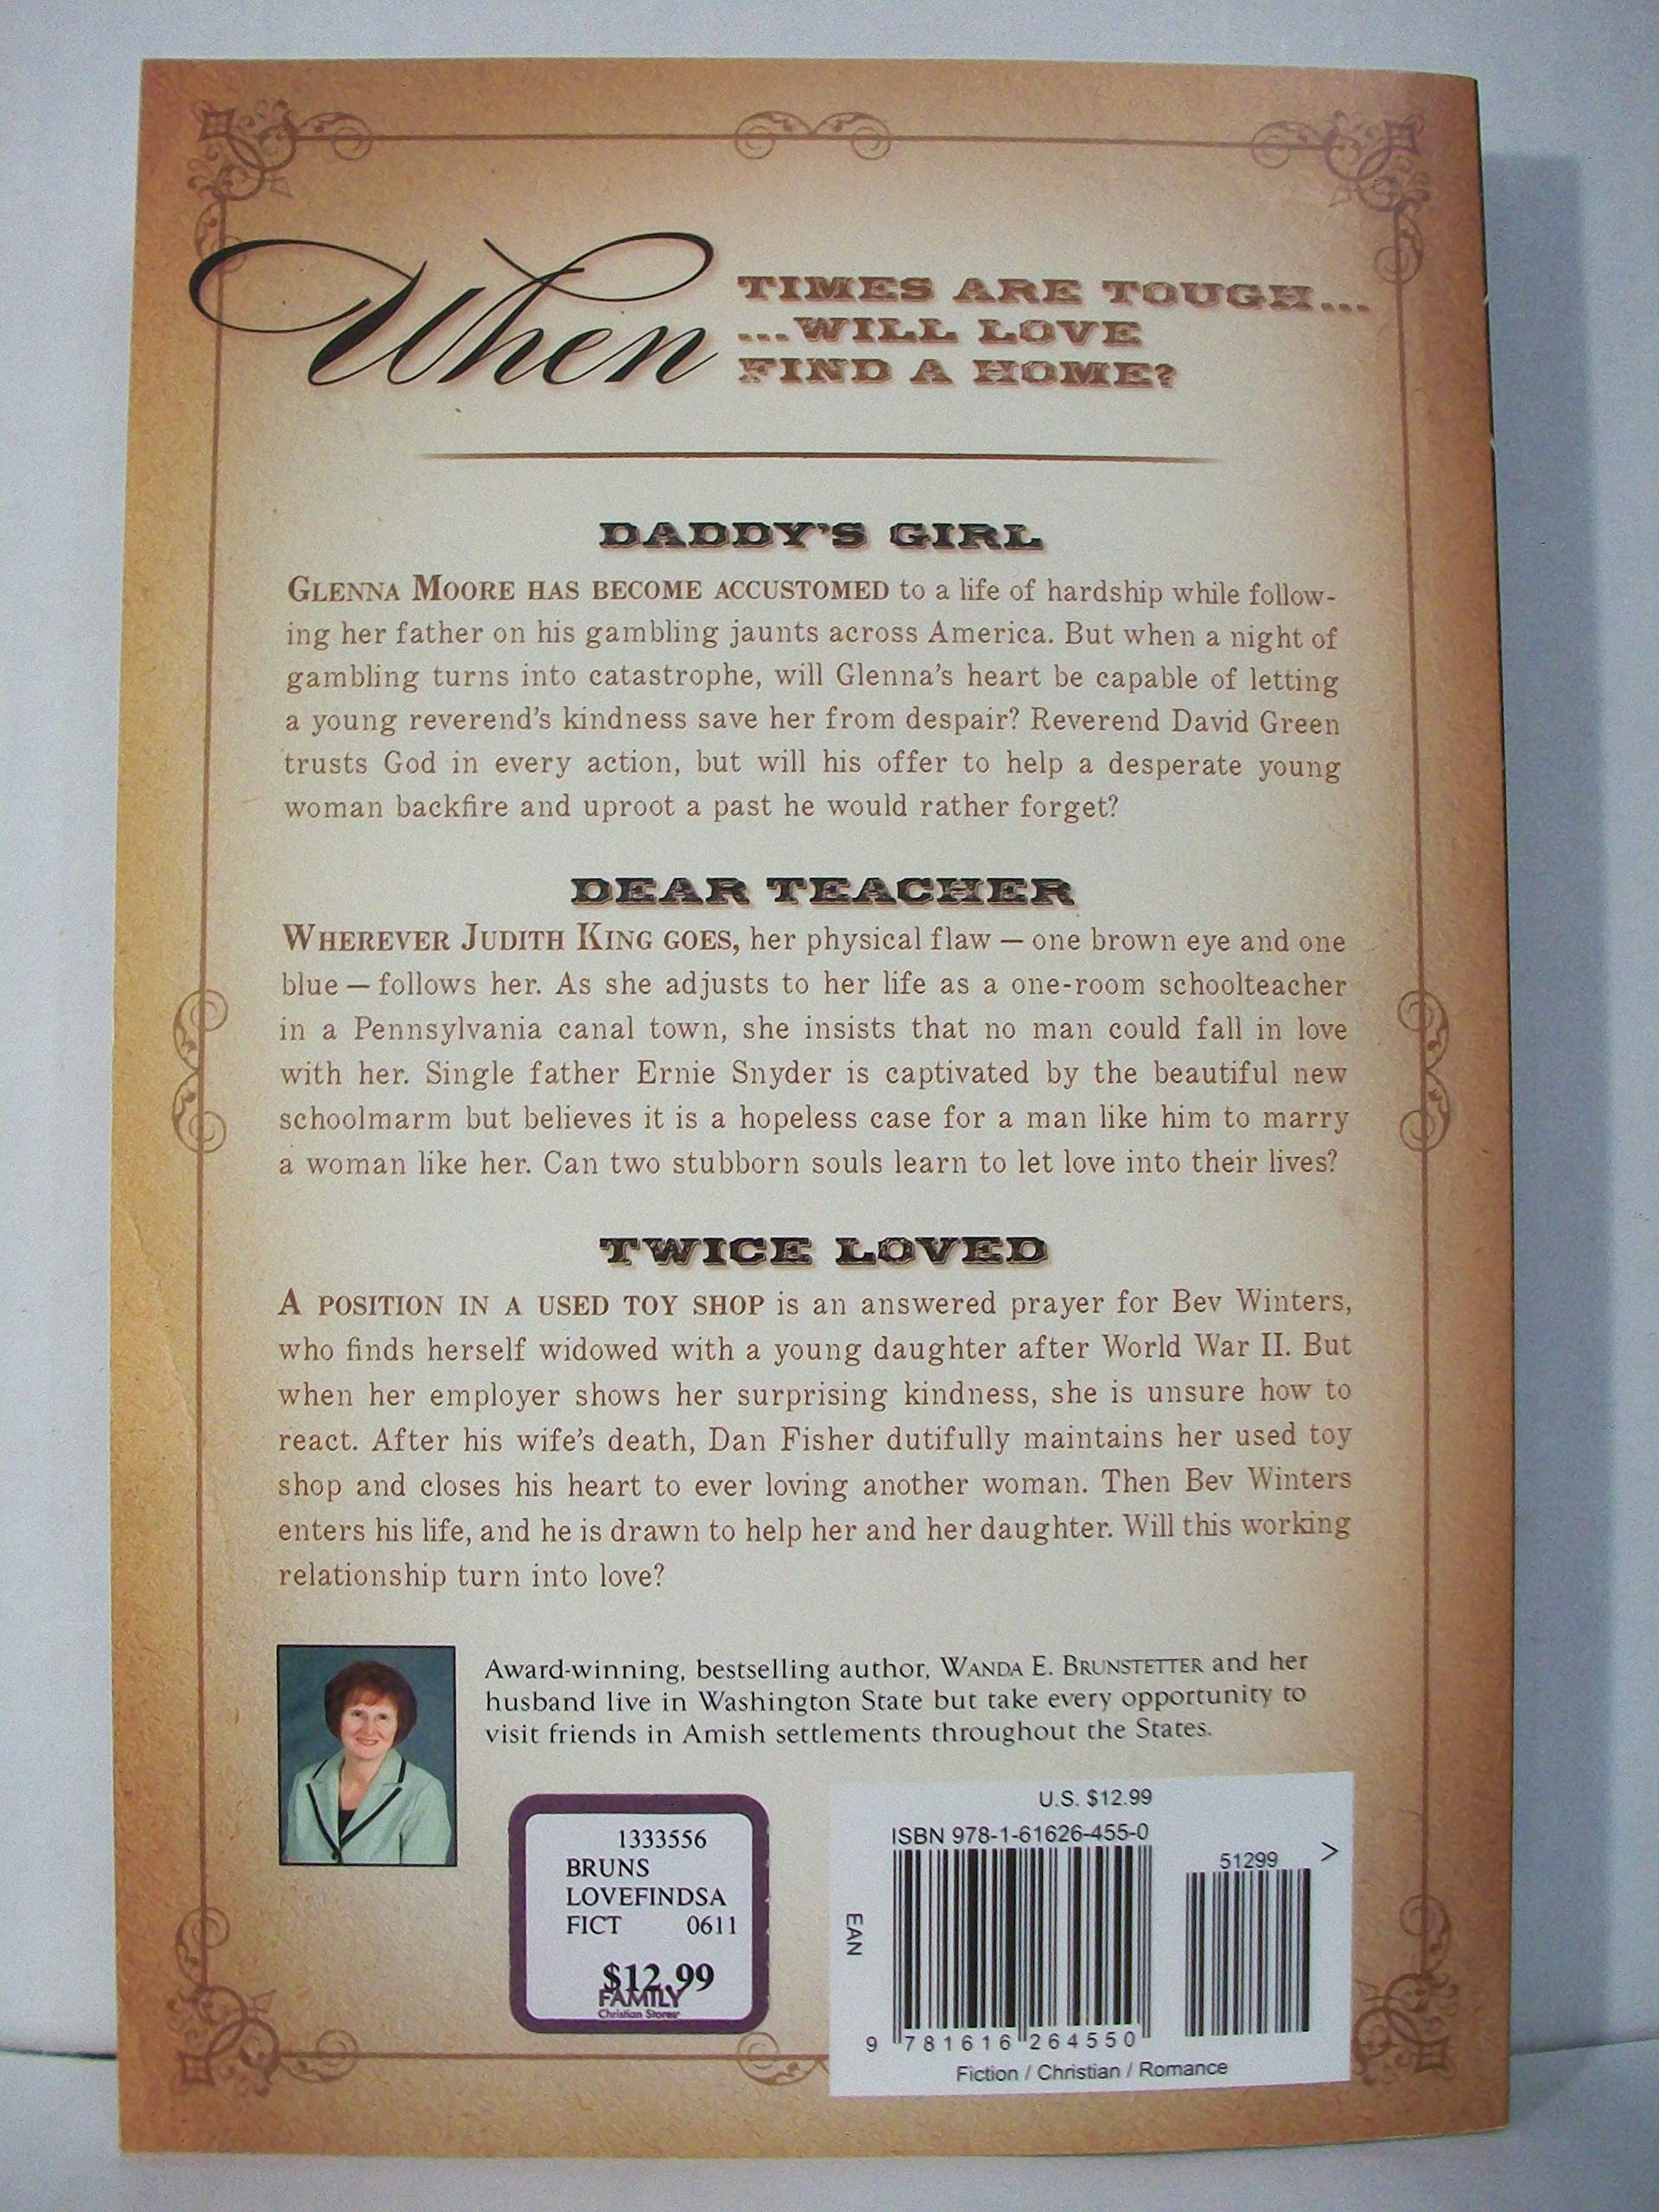 When
TIMES ARE TOUGH...
...WILL LOVE
FIND A HOME?
DADDY'S GIRL
GLENNA MOORE HAS BECOME ACCUSTOMED to a life of hardship while follow-
ing her father on his gambling jaunts across America. But when a night of
gambling turns into catastrophe, will Glenna's heart be capable of letting
a young reverend's kindness save her from despair? Reverend David Green
trusts God in every action, but will his offer to help a desperate young
woman backfire and uproot a past he would rather forget?
DEAR TEACHER
WHEREVER JUDITH KING GOES, her physical flaw – one brown eye and one
blue – follows her. As she adjusts to her life as a one-room schoolteacher
in a Pennsylvania canal town, she insists that no man could fall in love
with her. Single father Ernie Snyder is captivated by the beautiful new
schoolmarm but believes it is a hopeless case for a man like him to marry
a woman like her. Can two stubborn souls learn to let love into their lives?
TWICE LOVED
A POSITION IN A USED TOY SHOP is an answered prayer for Bev Winters,
who finds herself widowed with a young daughter after World War II. But
when her employer shows her surprising kindness, she is unsure how to
react. After his wife's death, Dan Fisher dutifully maintains her used toy
shop and closes his heart to ever loving another woman. Then Bev Winters
enters his life, and he is drawn to help her and her daughter. Will this working
relationship turn into love?
Award-winning, bestselling author, WANDA E. BRUNSTETTER and her
husband live in Washington State but take every opportunity to
visit friends in Amish settlements throughout the States.
1333556
BRUNS
LOVEFINDSA
FICT 0611
$12.99
FAMILY
Christian Stores
U.S. $12.99
ISBN 978-1-61626-455-0
51299 >
EAN
9 781616 264550
Fiction / Christian / Romance